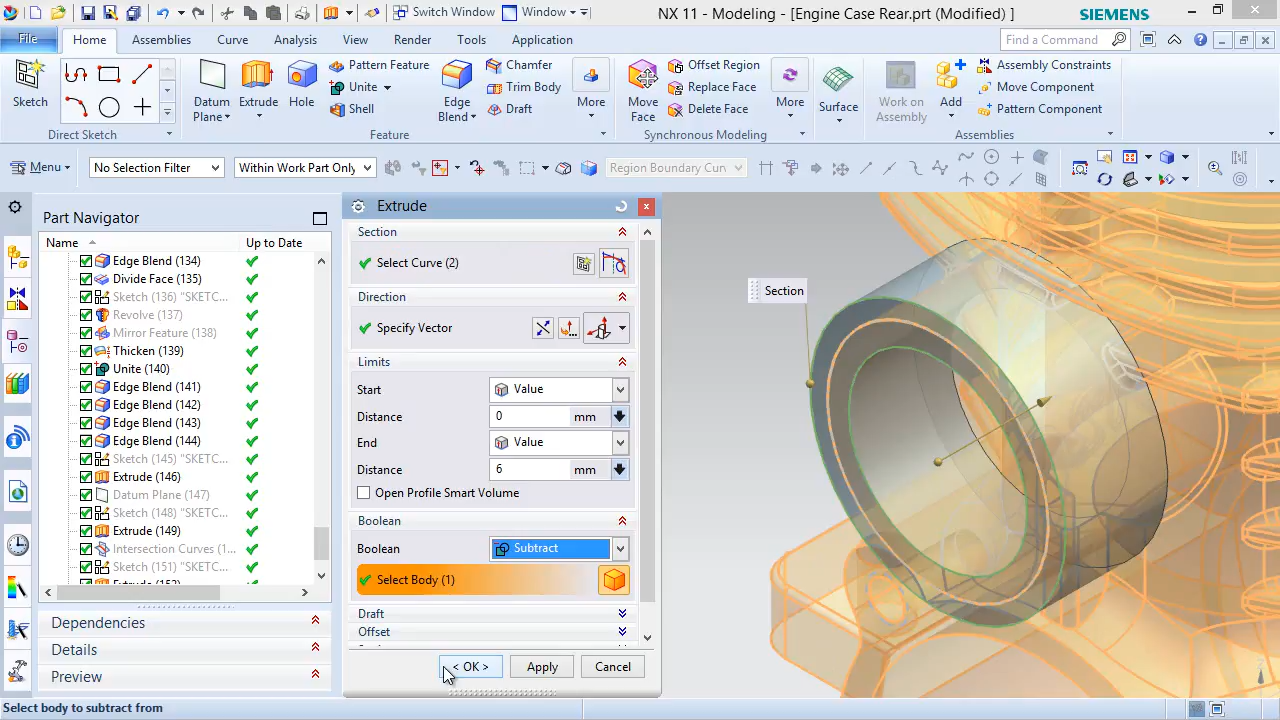 Switch Window
Window
NX 11 - Modeling - [Engine Case Rear.prt (Modified) ]
SIEMENS
File
Home
Assemblies
Curve
Analysis
View
Render
Tools
Application
Find a Command
Sketch
Direct Sketch
Datum
Plane
Extrude
Hole
Pattern Feature
Unite
Shell
Edge
Blend
Chamfer
Trim Body
Draft
More
Feature
Move
Face
Offset Region
Replace Face
Delete Face
More
Synchronous Modeling
Surface
Work on
Assembly
Add
Assembly Constraints
Move Component
Pattern Component
Assemblies
Menu
No Selection Filter
Within Work Part Only
Region Boundary Cur
Part Navigator
Name
Up to Date
Edge Blend (134)
Divide Face (135)
Sketch (136) "SKETC...
Revolve (137)
Mirror Feature (138)
Thicken (139)
Unite (140)
Edge Blend (141)
Edge Blend (142)
Edge Blend (143)
Edge Blend (144)
Sketch (145) "SKETC...
Extrude (146)
Datum Plane (147)
Sketch (148) "SKETC...
Extrude (149)
Intersection Curves (1...
Sketch (151) "SKETC...
Dependencies
Details
Preview
Extrude
Section
Select Curve (2)
Direction
Specify Vector
Limits
Start
Value
Distance
0
mm
End
Value
Distance
6
mm
Open Profile Smart Volume
Boolean
Boolean
Subtract
Select Body (1)
Draft
Offset
< OK >
Apply
Cancel
Section
Select body to subtract from